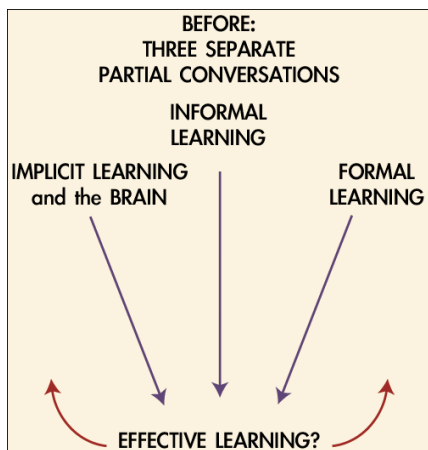 BEFORE:
THREE SEPARATE
PARTIAL CONVERSATIONS
INFORMAL
LEARNING
IMPLICIT LEARNING
and the BRAIN
FORMAL
LEARNING
EFFECTIVE LEARNING?